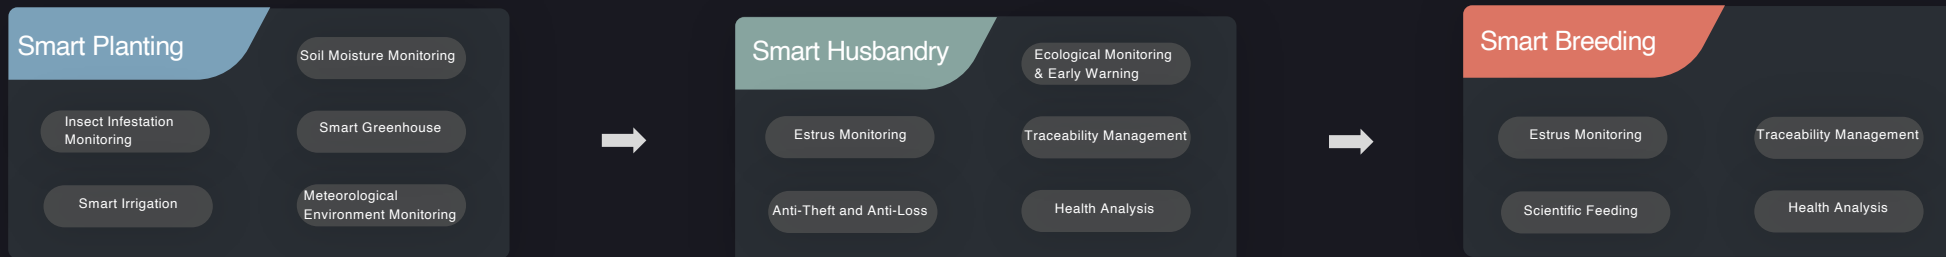 Smart Planting
Soil Moisture Monitoring
Insect Infestation
Monitoring
Smart Greenhouse
Smart Irrigation
Meteorological
Environment Monitoring
Smart Husbandry
Ecological Monitoring
& Early Warning
Estrus Monitoring
Traceability Management
Anti-Theft and Anti-Loss
Health Analysis
Smart Breeding
Estrus Monitoring
Traceability Management
Scientific Feeding
Health Analysis